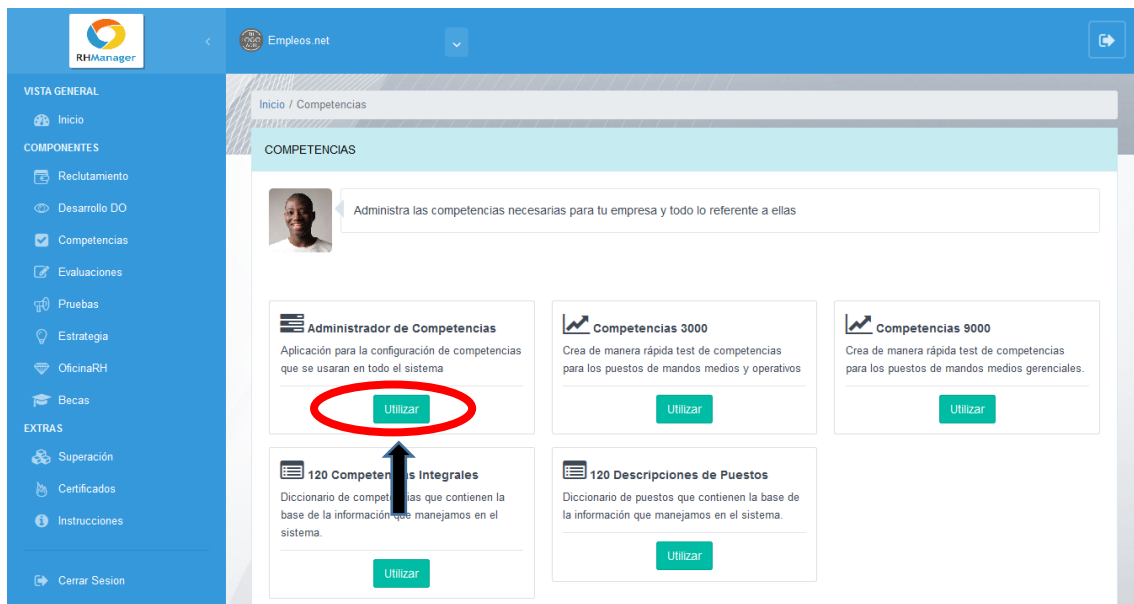 RHManager
Empleos.net
VISTA GENERAL
Inicio
COMPONENTES
Reclutamiento
Desarrollo DO
Competencias
Evaluaciones
Pruebas
Estrategia
OficinaRH
Becas
EXTRAS
Superación
Certificados
Instrucciones
Cerrar Sesion
Inicio / Competencias
COMPETENCIAS
Administra las competencias necesarias para tu empresa y todo lo referente a ellas
Administrador de Competencias
Aplicación para la configuración de competencias
que se usaran en todo el sistema
Utilizar
Competencias 3000
Crea de manera rápida test de competencias
para los puestos de mandos medios y operativos
Utilizar
Competencias 9000
Crea de manera rápida test de competencias
para los puestos de mandos medios gerenciales.
Utilizar
120 Competencias Integrales
Diccionario de competencias que contienen la
base de la información que manejamos en el
sistema.
Utilizar
120 Descripciones de Puestos
Diccionario de puestos que contienen la base de
la información que manejamos en el sistema.
Utilizar